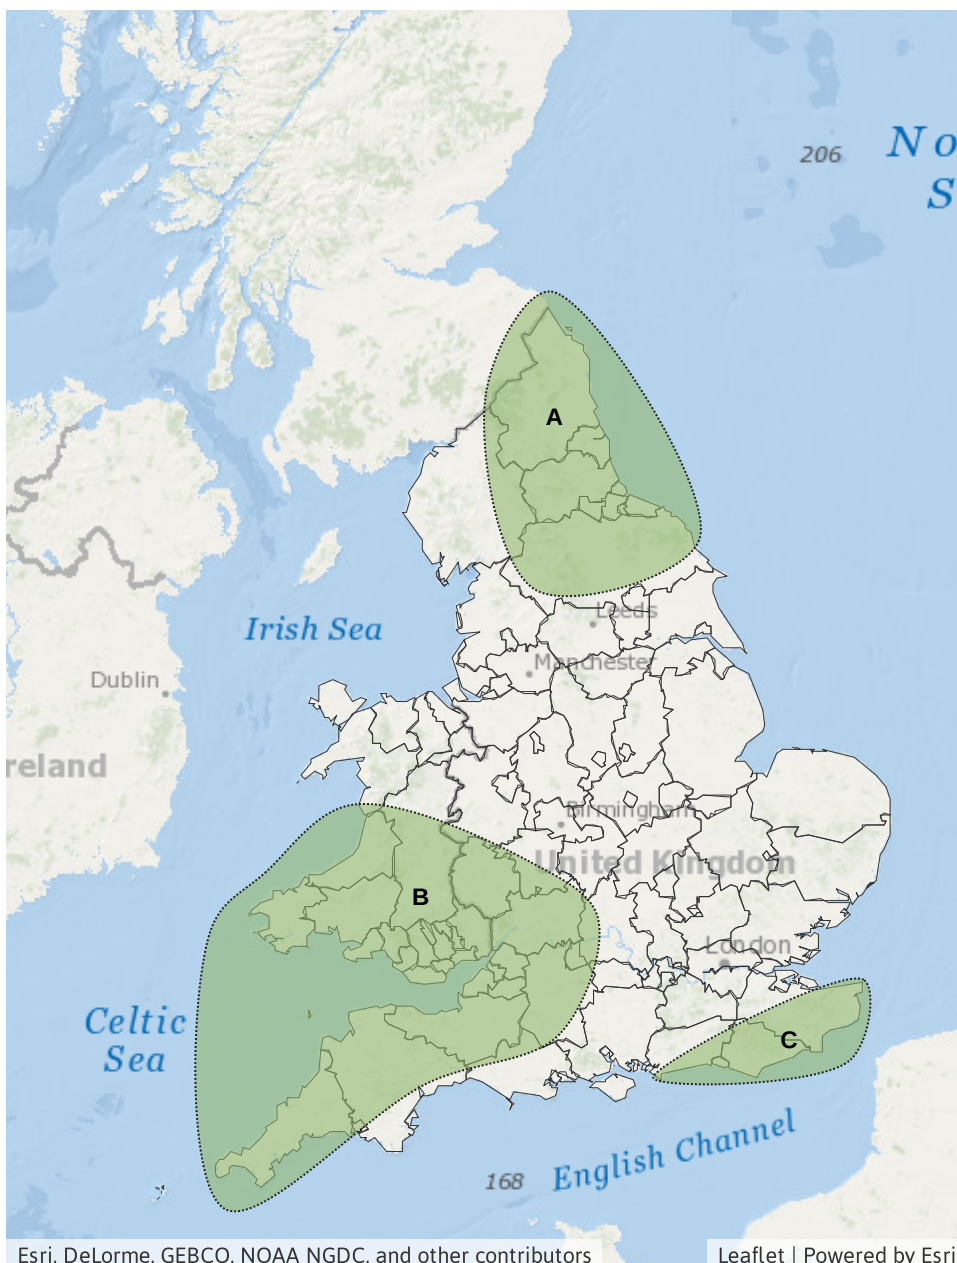 206
No
S
A
Leeds
Irish Sea
Manchester
Dublin
reland
Birmingham
United Kingdom
B
London
Celtic
Sea
C
English Channel
168
Esri, DeLorme, GEBCO, NOAA NGDC, and other contributors
Leaflet | Powered by Esri